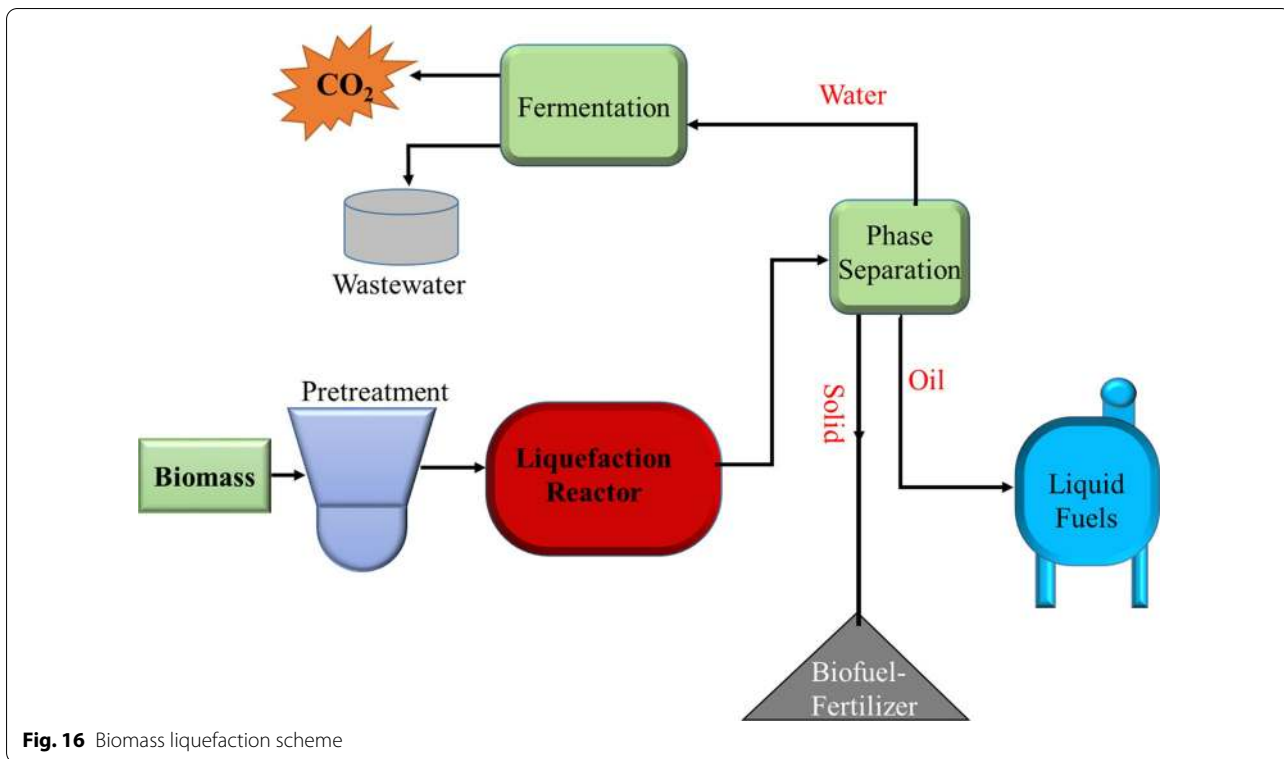 CO₂
Fermentation
Water
Wastewater
Phase
Separation
Pretreatment
Biomass
Liquefaction
Reactor
Solid
Oil
Liquid
Fuels
Biofuel-
Fertilizer
Fig. 16 Biomass liquefaction scheme